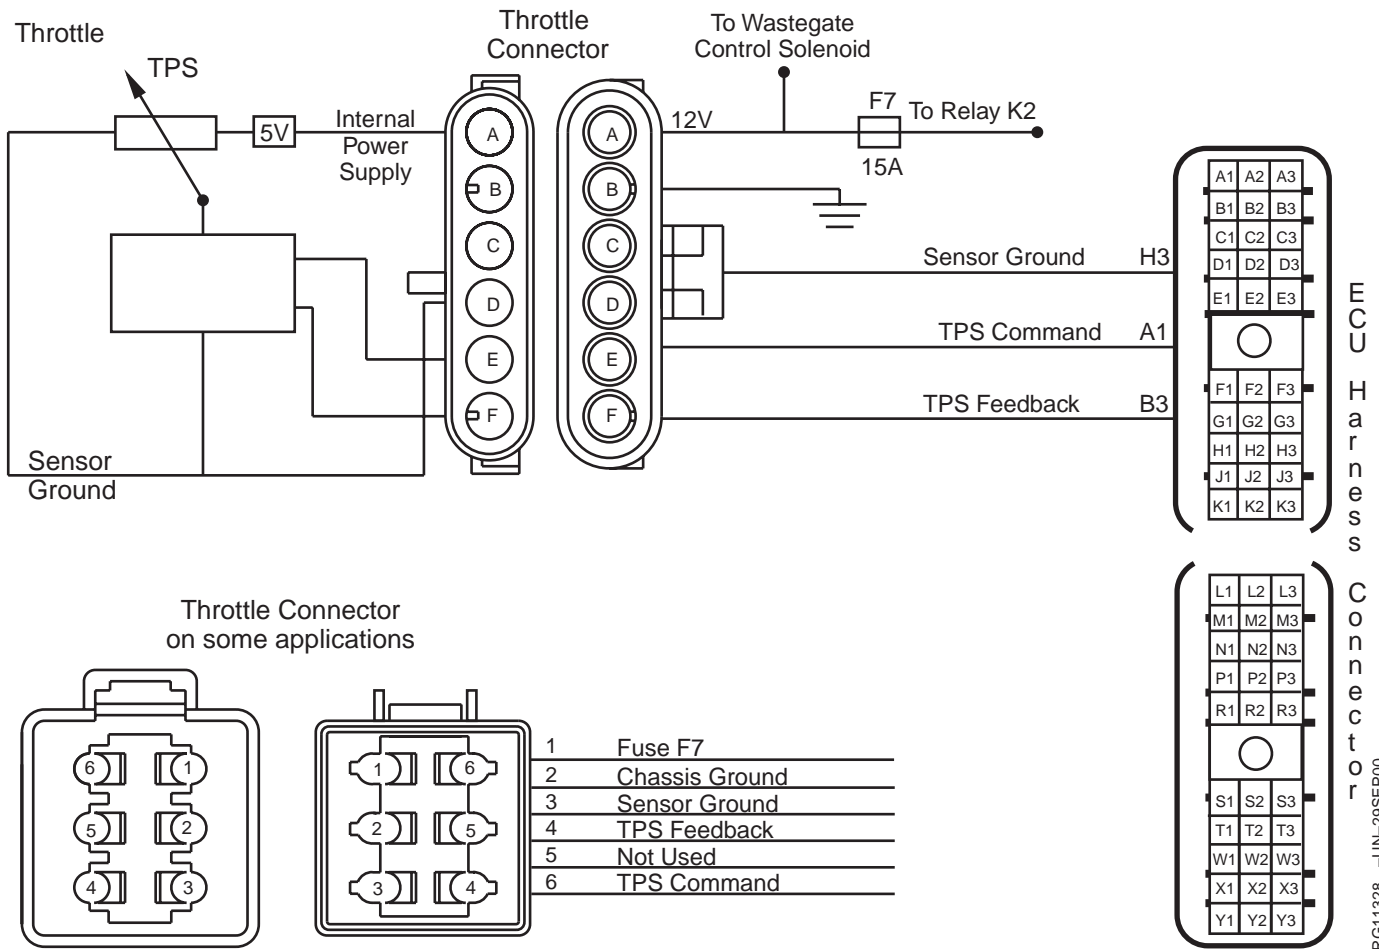 Throttle
TPS
5V
Internal
Power
Supply
Sensor
Ground
Throttle
Connector
A
B
C
D
E
F
A
B
C
D
E
F
To Wastegate
Control Solenoid
12V
F7
15A
To Relay K2
Sensor Ground H3
TPS Command A1
TPS Feedback B3
A1 A2 A3
B1 B2 B3
C1 C2 C3
D1 D2 D3
E1 E2 E3
F1 F2 F3
G1 G2 G3
H1 H2 H3
J1 J2 J3
K1 K2 K3
L1 L2 L3
M1 M2 M3
N1 N2 N3
P1 P2 P3
R1 R2 R3
S1 S2 S3
T1 T2 T3
W1 W2 W3
X1 X2 X3
Y1 Y2 Y3
ECU Harness Connector
Throttle Connector
on some applications
6 1
5 2
4 3
1 6
2 5
3 4
1 Fuse F7
2 Chassis Ground
3 Sensor Ground
4 TPS Feedback
5 Not Used
6 TPS Command
RG11328 –UN–29SEP00